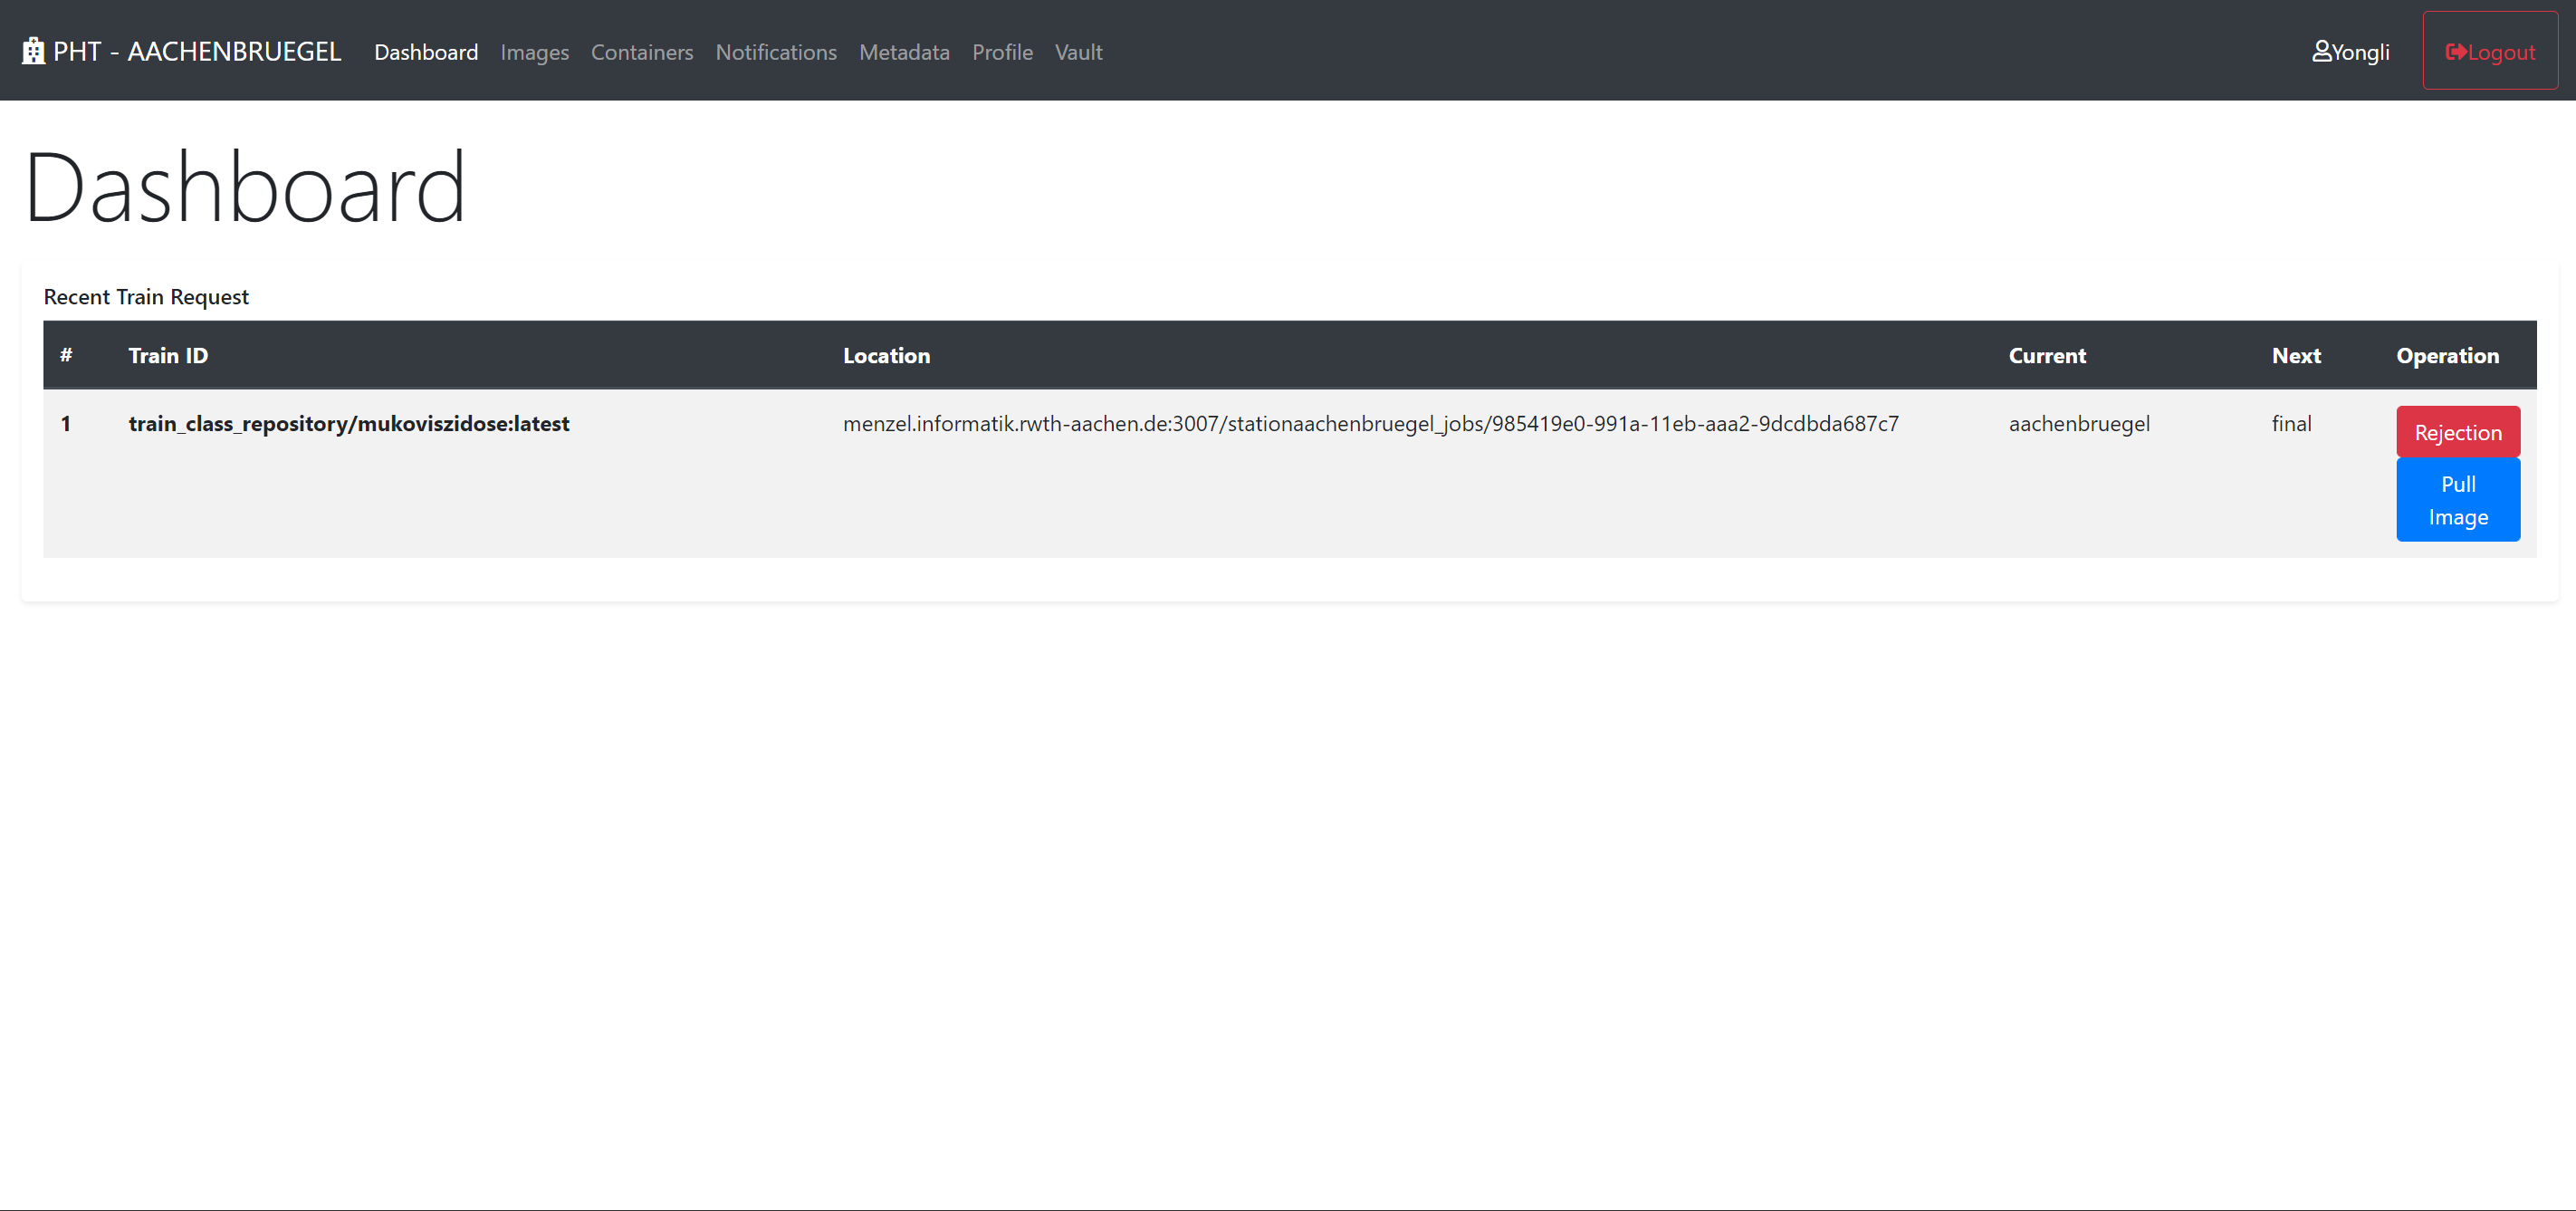 PHT - AACHENBRUEGEL Dashboard Images Containers Notifications Metadata Profile Vault Yongli Logout
Dashboard
Recent Train Request
# Train ID Location Current Next Operation
1 train_class_repository/mukoviszidose:latest menzel.informatik.rwth-aachen.de:3007/stationaachenbruegel_jobs/985419e0-991a-11eb-aaa2-9dcdbda687c7 aachenbruegel final Rejection
Pull
Image